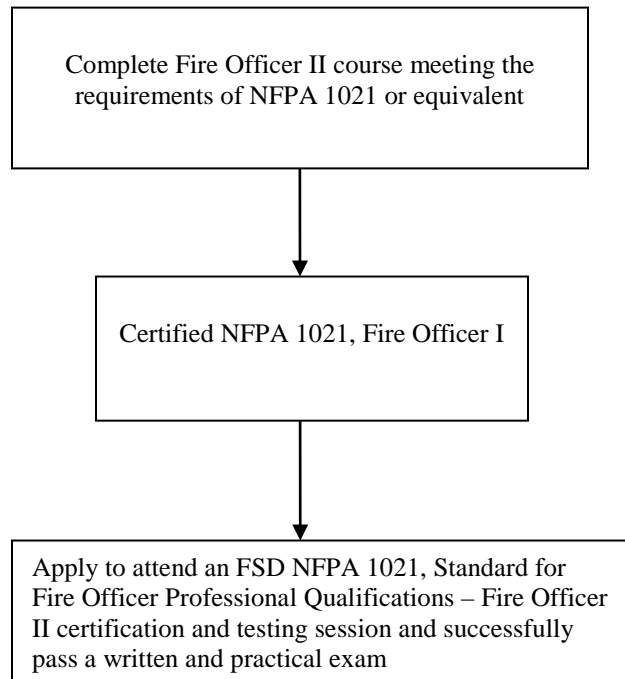 Complete Fire Officer II course meeting the
requirements of NFPA 1021 or equivalent
Certified NFPA 1021, Fire Officer I
Apply to attend an FSD NFPA 1021, Standard for
Fire Officer Professional Qualifications – Fire Officer
II certification and testing session and successfully
pass a written and practical exam